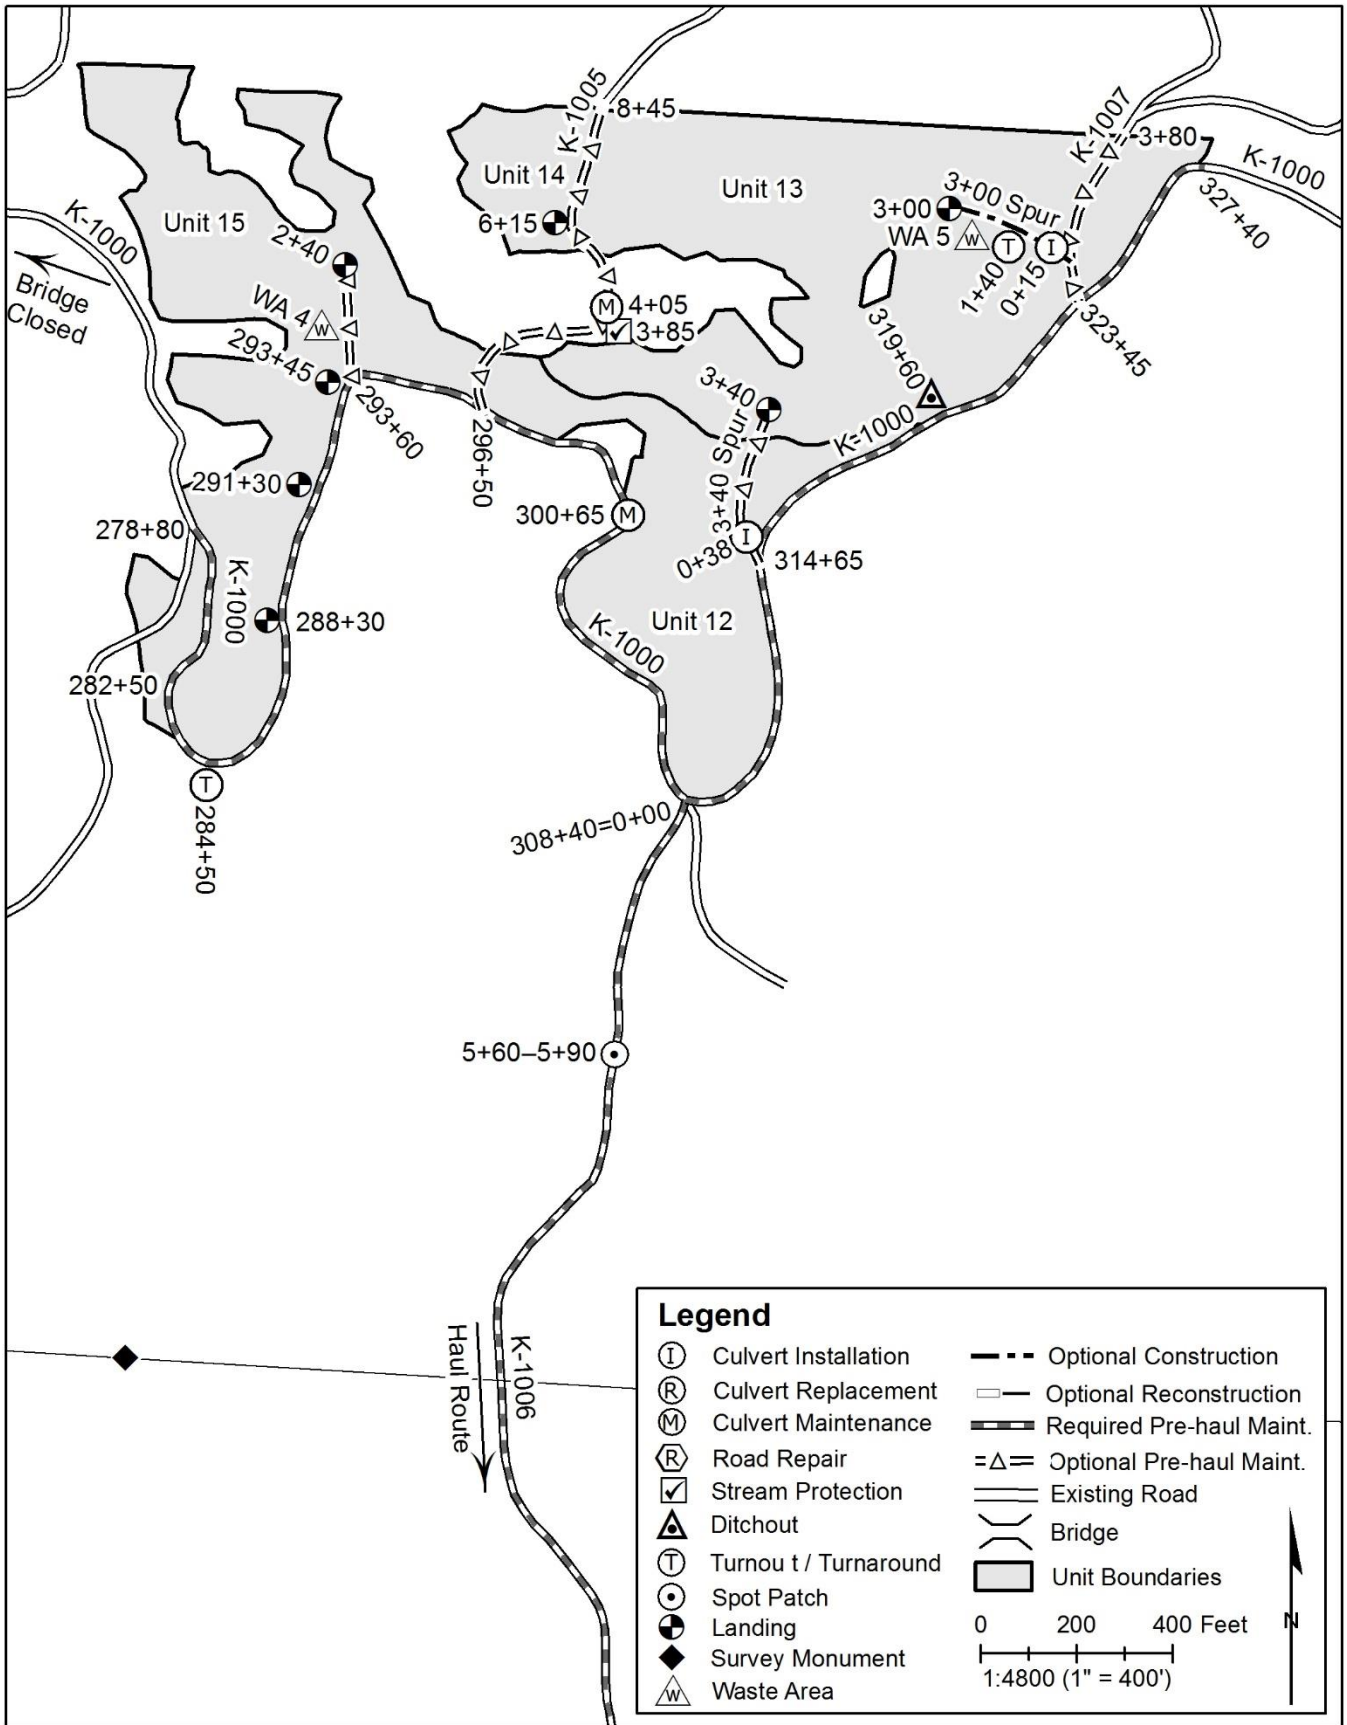 K-1005
8+45
K-1007
3+80
K-1000
Unit 14
Unit 13
3+00 Spur
327+40
K-1000
Unit 15
2+40
6+15
3+00
WA 5
W
T
I
1+40
0+15
Bridge
Closed
WA 4
W
M
4+05
3+85
319+60
323+45
293+45
293+60
3+40
K-1000
296+50
3+40 Spur
291+30
300+65
M
I
0+38
314+65
278+80
K-1000
288+30
Unit 12
K-1000
282+50
T
284+50
308+40=0+00
5+60–5+90
Haul Route
K-1006
Legend
I Culvert Installation
R Culvert Replacement
M Culvert Maintenance
R Road Repair
Stream Protection
Ditchout
T Turnou t / Turnaround
Spot Patch
Landing
Survey Monument
W Waste Area
Optional Construction
Optional Reconstruction
Required Pre-haul Maint.
Optional Pre-haul Maint.
Existing Road
Bridge
Unit Boundaries
0 200 400 Feet
1:4800 (1" = 400')
N